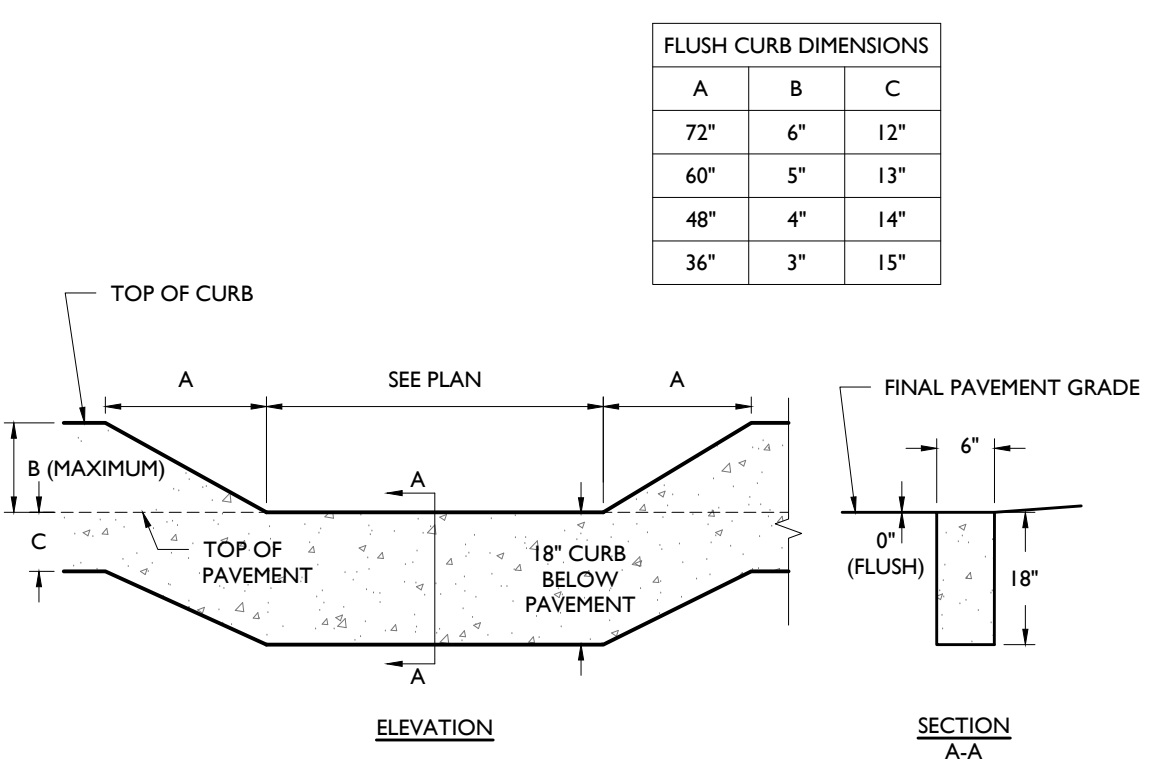 FLUSH CURB DIMENSIONS
A B C
72" 6" 12"
60" 5" 13"
48" 4" 14"
36" 3" 15"
TOP OF CURB
A
SEE PLAN
A
FINAL PAVEMENT GRADE
6"
B (MAXIMUM)
A
C
TOP OF
PAVEMENT
18" CURB
BELOW
PAVEMENT
0"
(FLUSH)
18"
A
ELEVATION
SECTION
A-A